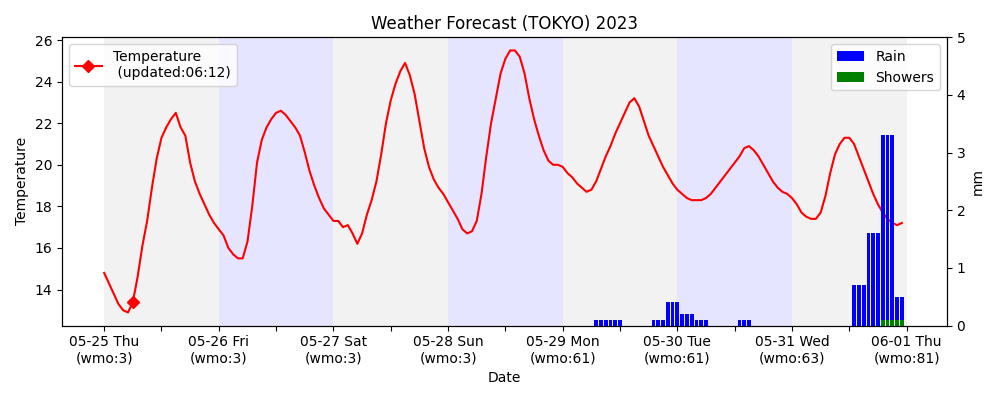 Weather Forecast (TOKYO) 2023
Temperature
(updated:06:12)
Rain
Showers
26
24
22
20
18
16
14
Temperature
5
4
3
2
1
0
mm
05-25 Thu
(wmo:3)
05-26 Fri
(wmo:3)
05-27 Sat
(wmo:3)
05-28 Sun
(wmo:3)
05-29 Mon
(wmo:61)
05-30 Tue
(wmo:61)
05-31 Wed
(wmo:63)
06-01 Thu
(wmo:81)
Date